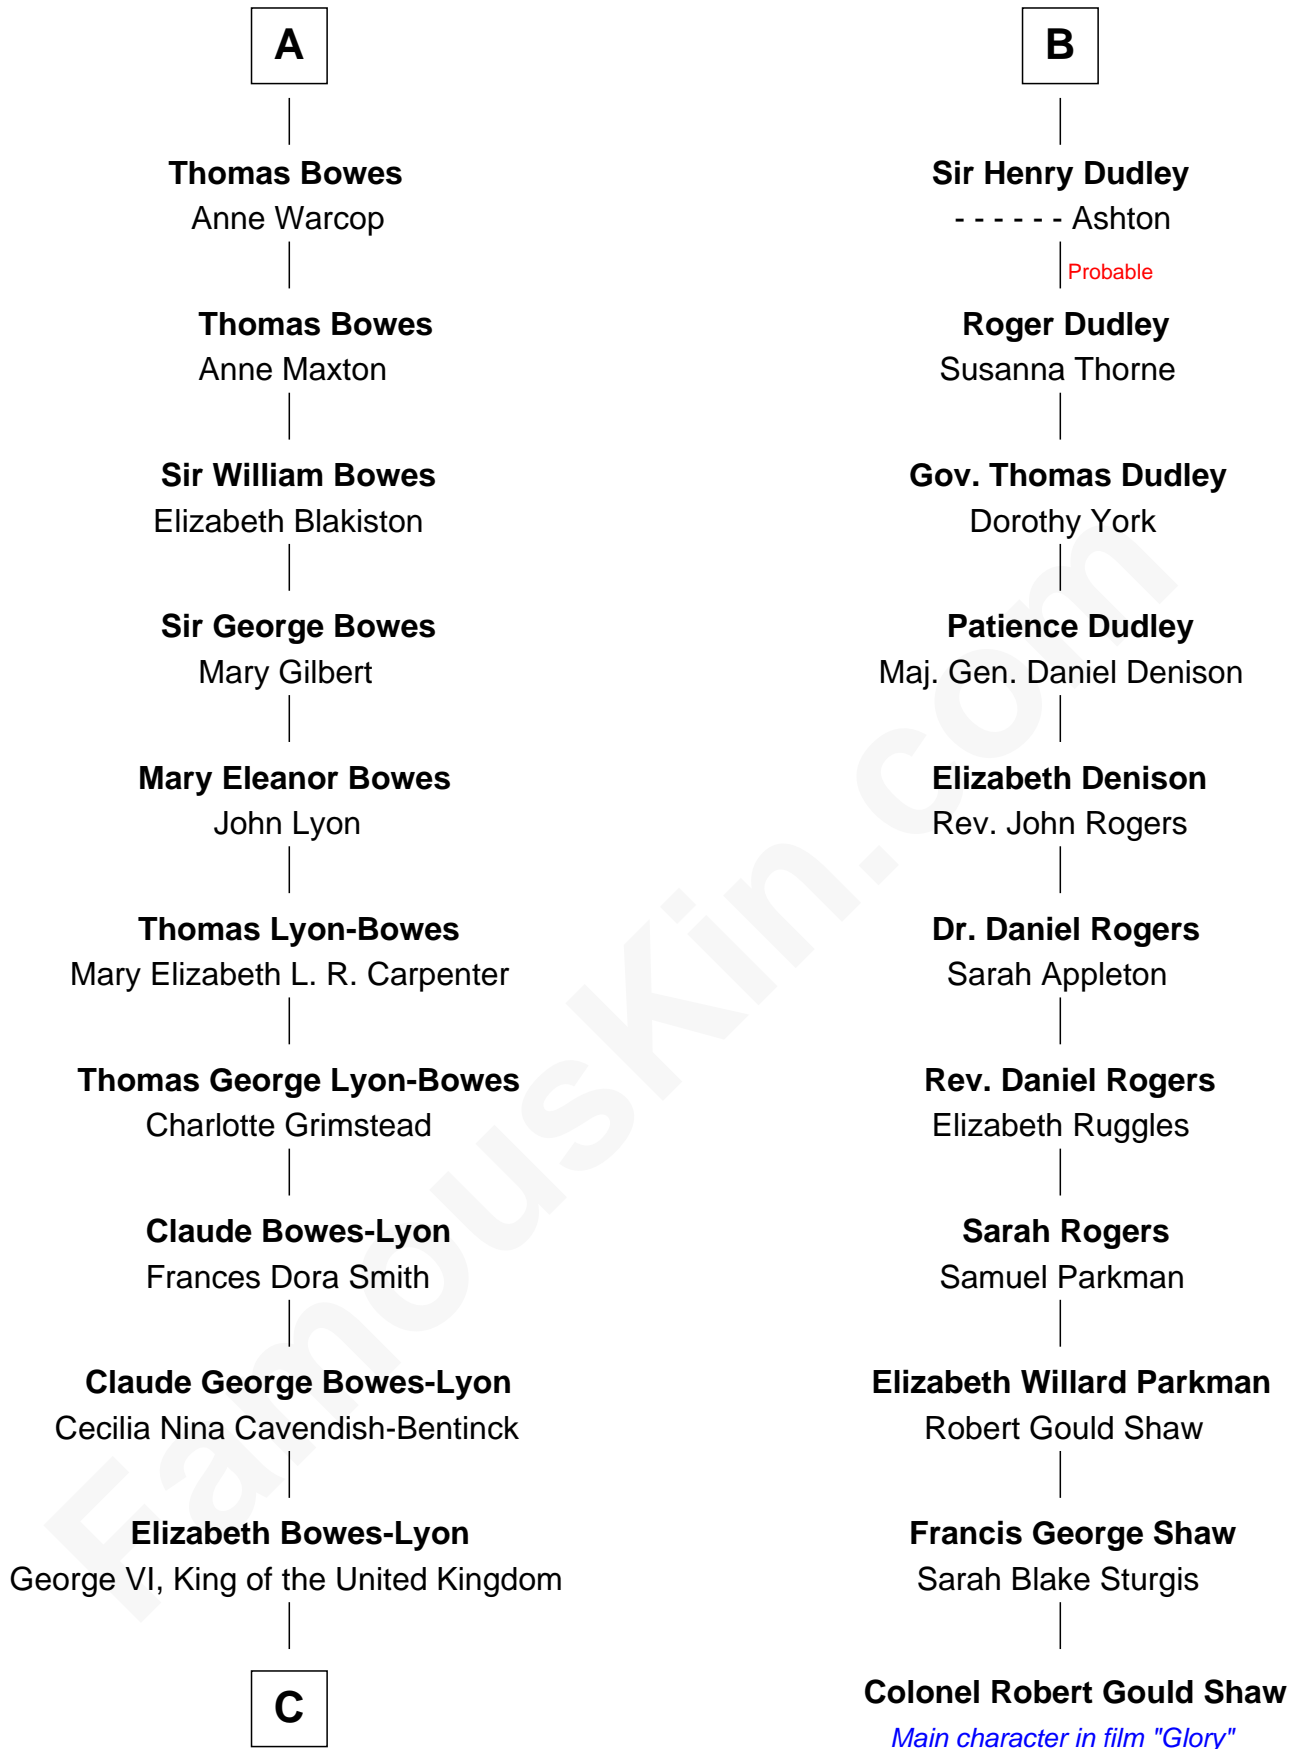 A
Thomas Bowes
Anne Warcop
Thomas Bowes
Anne Maxton
Sir William Bowes
Elizabeth Blakiston
Sir George Bowes
Mary Gilbert
Mary Eleanor Bowes
John Lyon
Thomas Lyon-Bowes
Mary Elizabeth L. R. Carpenter
Thomas George Lyon-Bowes
Charlotte Grimstead
Claude Bowes-Lyon
Frances Dora Smith
Claude George Bowes-Lyon
Cecilia Nina Cavendish-Bentinck
Elizabeth Bowes-Lyon
George VI, King of the United Kingdom
C
B
Sir Henry Dudley
- - - - - - Ashton
Probable
Roger Dudley
Susanna Thorne
Gov. Thomas Dudley
Dorothy York
Patience Dudley
Maj. Gen. Daniel Denison
Elizabeth Denison
Rev. John Rogers
Dr. Daniel Rogers
Sarah Appleton
Rev. Daniel Rogers
Elizabeth Ruggles
Sarah Rogers
Samuel Parkman
Elizabeth Willard Parkman
Robert Gould Shaw
Francis George Shaw
Sarah Blake Sturgis
Colonel Robert Gould Shaw
Main character in film "Glory"
FamousKin.com